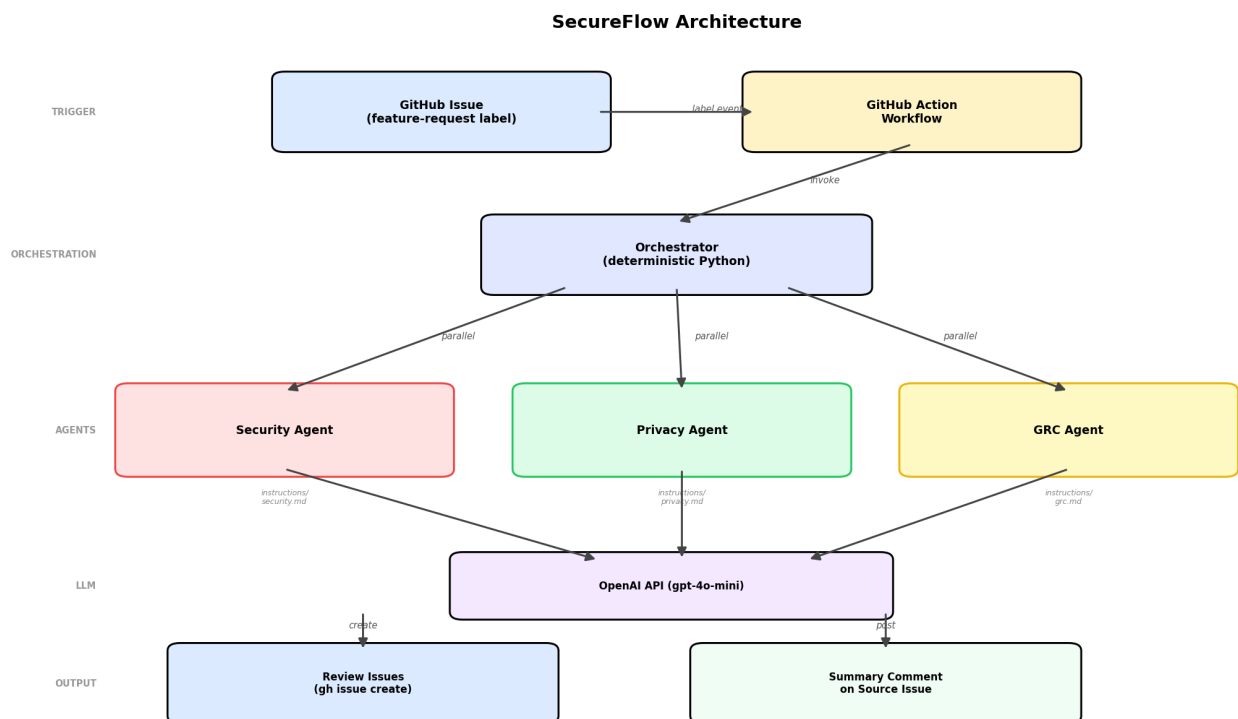 SecureFlow Architecture
TRIGGER
GitHub Issue
(feature-request label)
label event
GitHub Action
Workflow
invoke
ORCHESTRATION
Orchestrator
(deterministic Python)
parallel
parallel
parallel
AGENTS
Security Agent
Privacy Agent
GRC Agent
instructions/
security.md
instructions/
privacy.md
instructions/
grc.md
LLM
OpenAI API (gpt-4o-mini)
create
post
OUTPUT
Review Issues
(gh issue create)
Summary Comment
on Source Issue